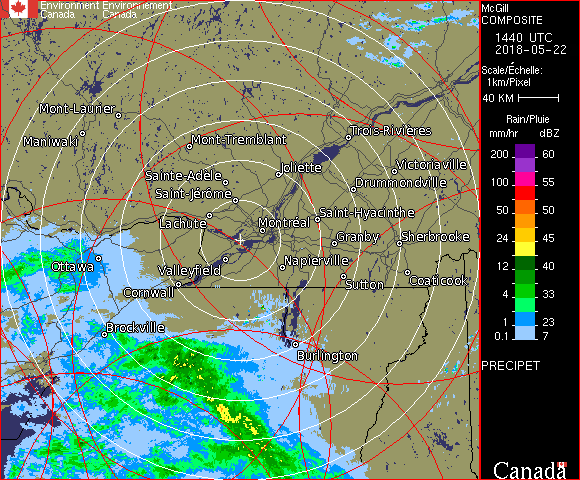 Environment Environnement
Canada Canada
McGill
COMPOSITE
1440 UTC
2018-05-22
Scale/Échelle:
1km/Pixel
40 KM
Rain/Pluie
mm/hr dBZ
200 60
100 55
50 50
24 45
12 40
4 33
1 23
0.1 7
PRECIPET
Canada
Mont-Laurier
Maniwaki
Mont-Tremblant
Trois-Rivières
Joliette
Victoriaville
Sainte-Adèle
Drummondville
Saint-Jérôme
Saint-Hyacinthe
Lachute
Montréal
Granby
Sherbrooke
Ottawa
Valleyfield
Napierville
Sutton
Coaticook
Cornwall
Brockville
Burlington